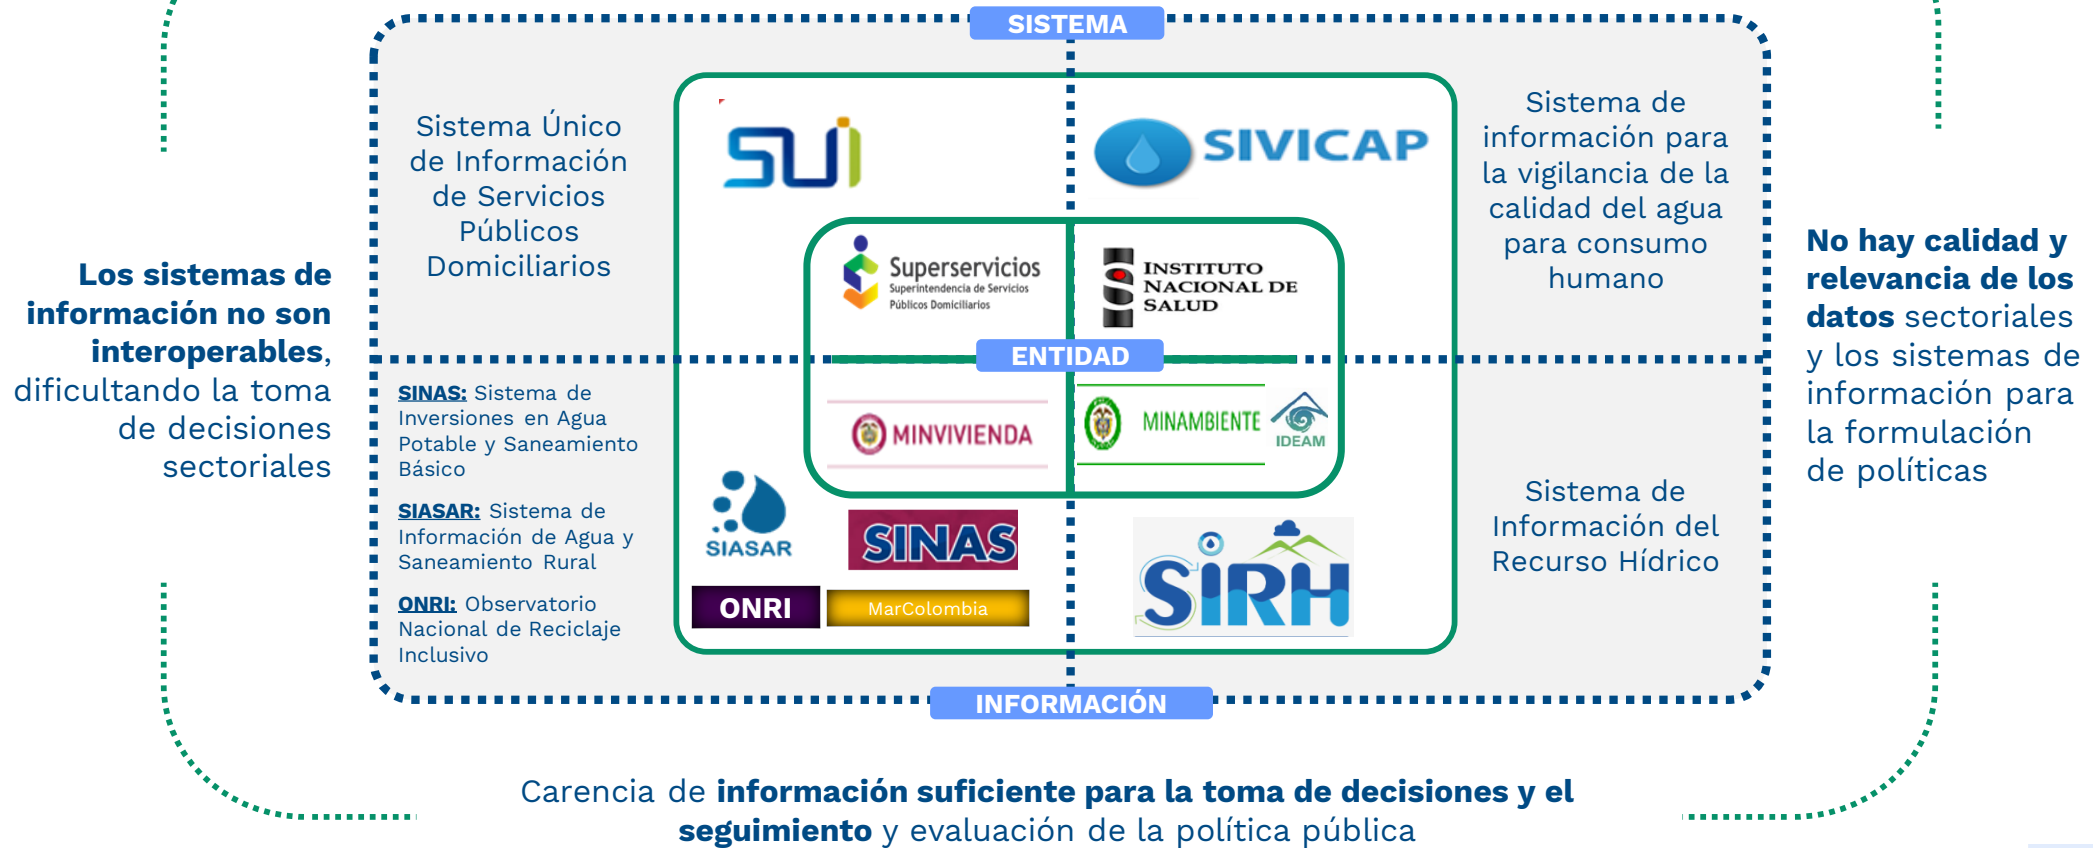 SISTEMA
Sistema Único
de Información
de Servicios
Públicos
Domiciliarios
SUI
SIVICAP
Sistema de
información para
la vigilancia de la
calidad del agua
para consumo
humano
Los sistemas de
información no son
interoperables,
dificultando la toma
de decisiones
sectoriales
Superservicios
Superintendencia de Servicios
Públicos Domiciliarios
INSTITUTO
NACIONAL DE
SALUD
No hay calidad y
relevancia de los
datos sectoriales
y los sistemas de
información para
la formulación
de políticas
ENTIDAD
SINAS: Sistema de
Inversiones en Agua
Potable y Saneamiento
Básico
SIASAR: Sistema de
Información de Agua y
Saneamiento Rural
ONRI: Observatorio
Nacional de Reciclaje
Inclusivo
MINVIVIENDA
MINAMBIENTE
IDEAM
SIASAR
SINAS
ONRI
MarColombia
SIRH
Sistema de
Información del
Recurso Hídrico
INFORMACIÓN
Carencia de información suficiente para la toma de decisiones y el
seguimiento y evaluación de la política pública